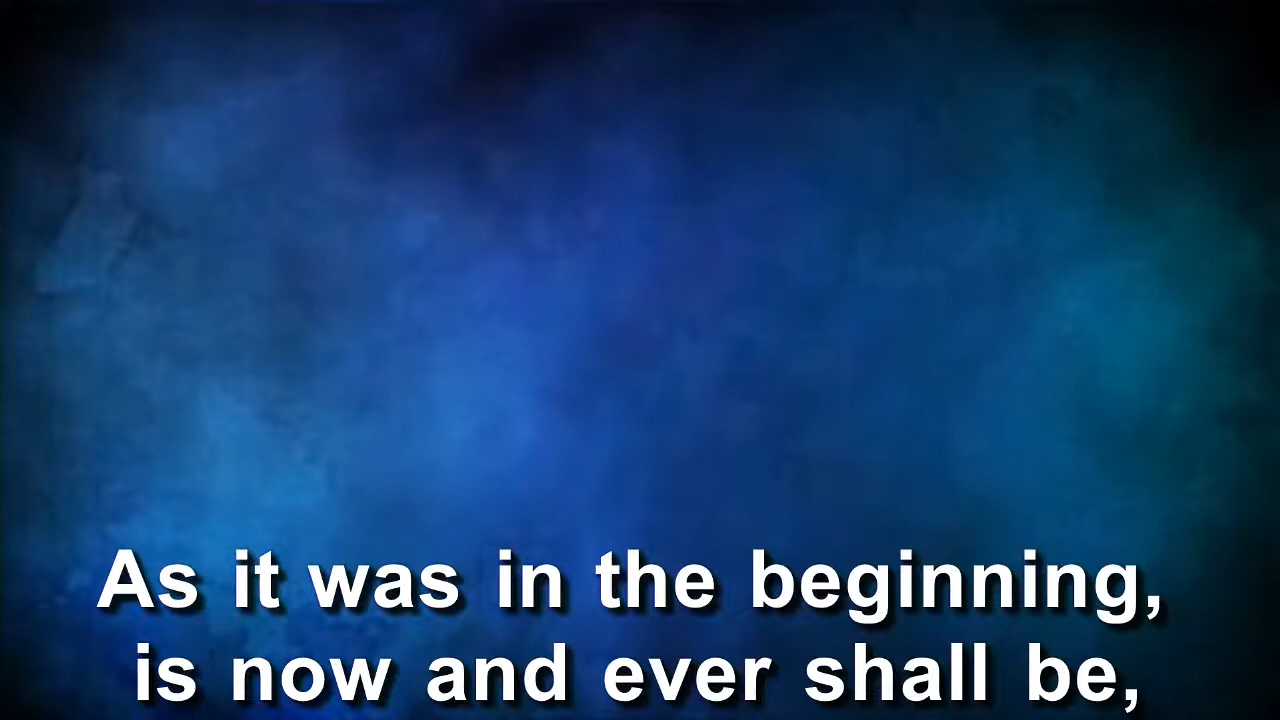 As it was in the beginning,
is now and ever shall be,